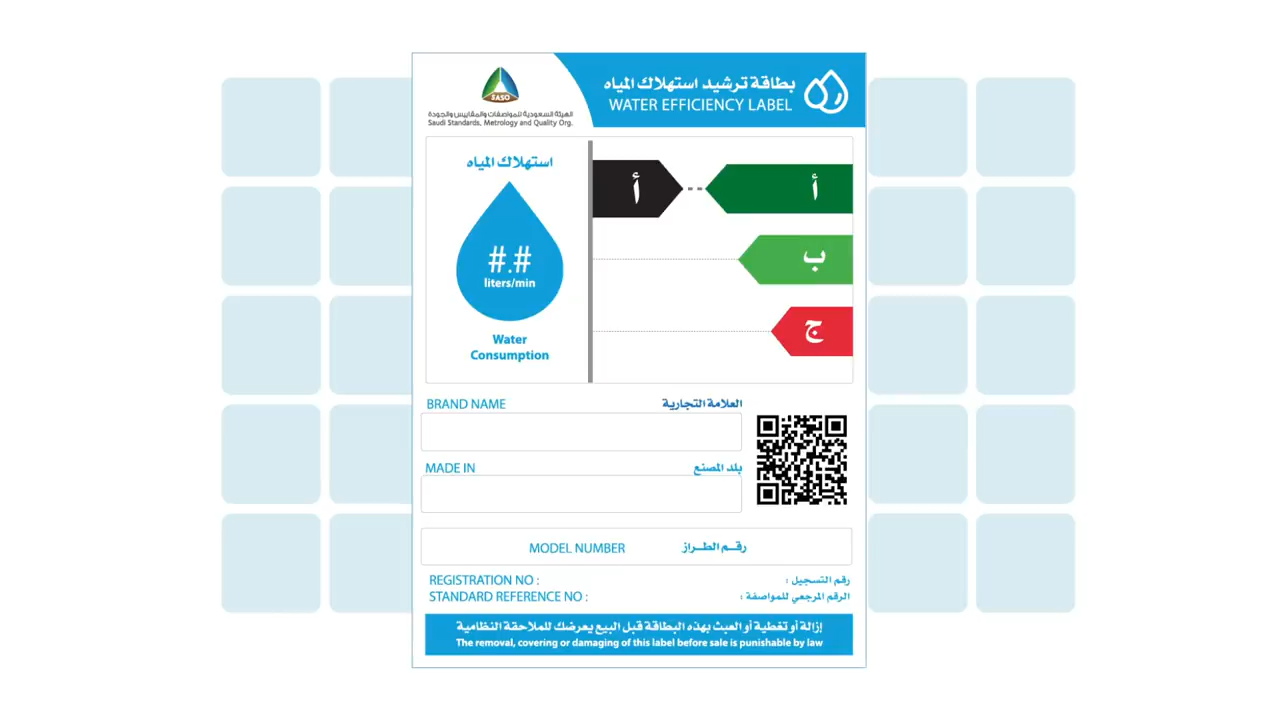 بطاقة ترشيد استهلاك المياه
WATER EFFICIENCY LABEL
SASO
الهيئة السعودية للمواصفات والمقاييس والجودة
Saudi Standards, Metrology and Quality Org.
استهلاك المياه
##.#
liters/min
Water
Consumption
أ
أ
ب
ج
BRAND NAME
العلامة التجارية
MADE IN
بلد المصنع
MODEL NUMBER
رقم الطراز
REGISTRATION NO :
رقم التسجيل :
STANDARD REFERENCE NO :
الرقم المرجعي للمواصفة :
إزالة أو تغطية أو العبث بهذه البطاقة قبل البيع يعرضك للملاحقة النظامية
The removal, covering or damaging of this label before sale is punishable by law